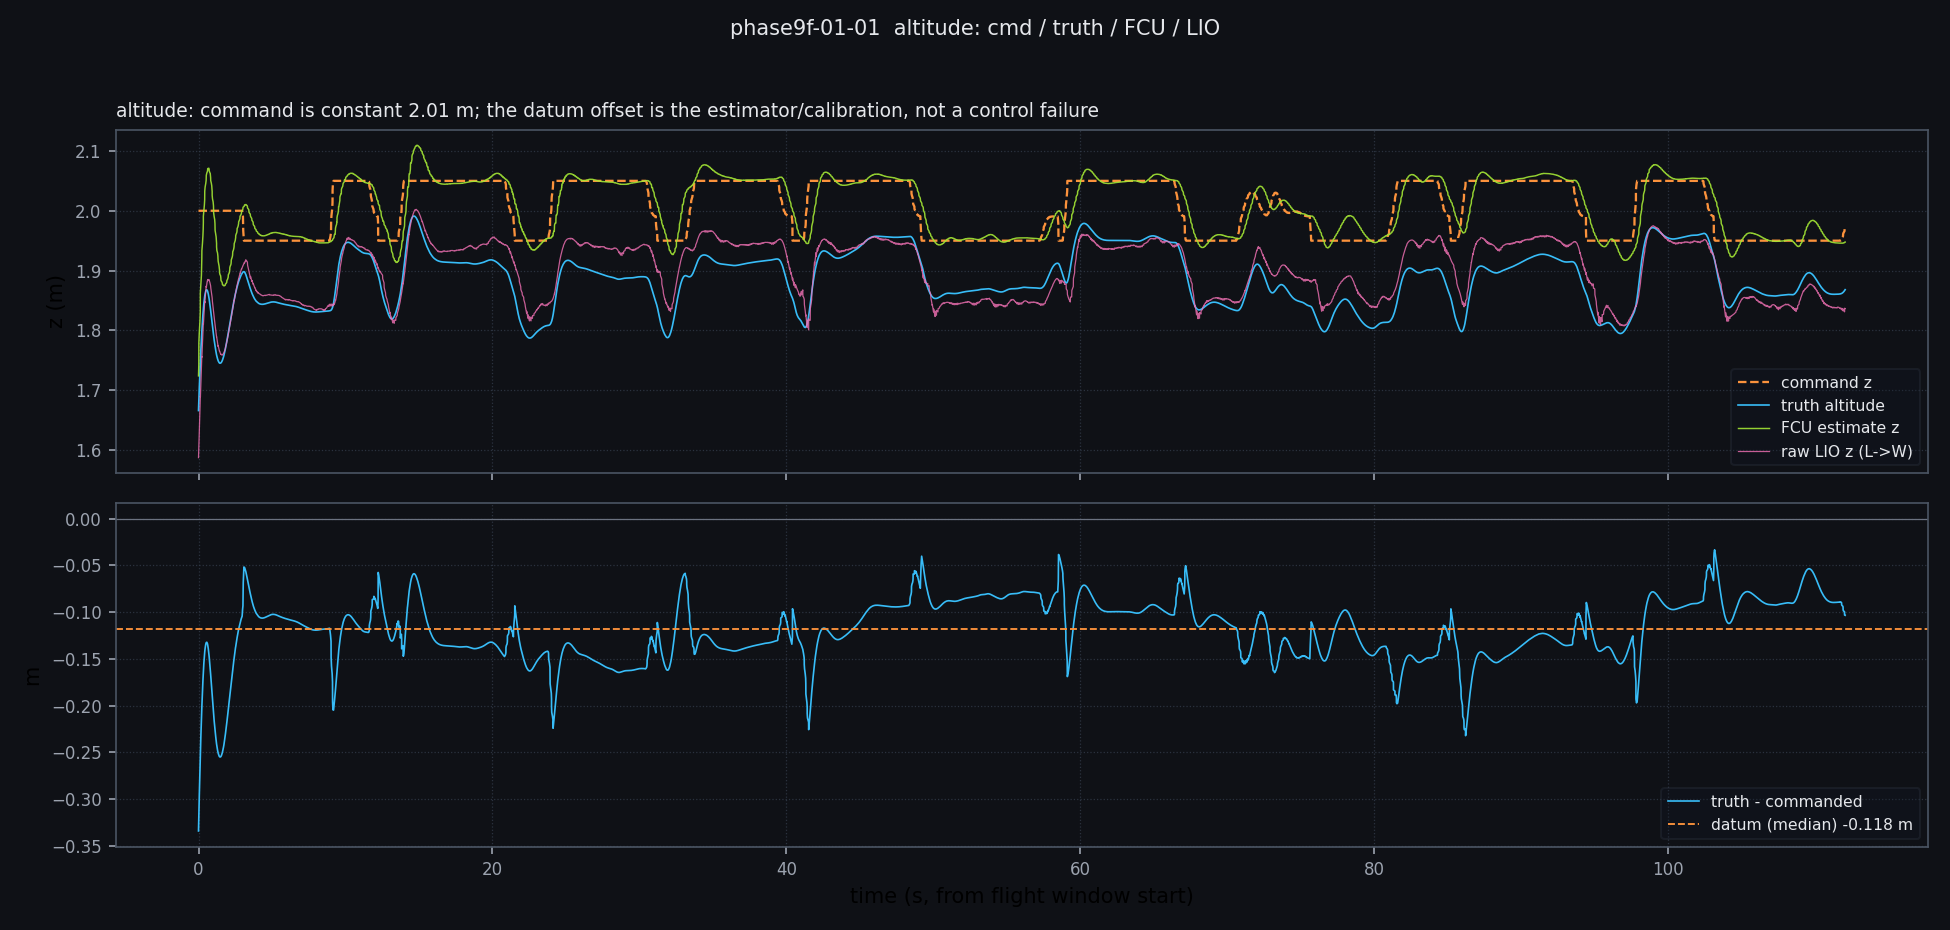 phase9f-01-01  altitude: cmd / truth / FCU / LIO
altitude: command is constant 2.01 m; the datum offset is the estimator/calibration, not a control failure
z (m)
2.1
2.0
1.9
1.8
1.7
1.6
command z
truth altitude
FCU estimate z
raw LIO z (L->W)
m
0.00
−0.05
−0.10
−0.15
−0.20
−0.25
−0.30
−0.35
truth - commanded
datum (median) -0.118 m
0
20
40
60
80
100
time (s, from flight window start)